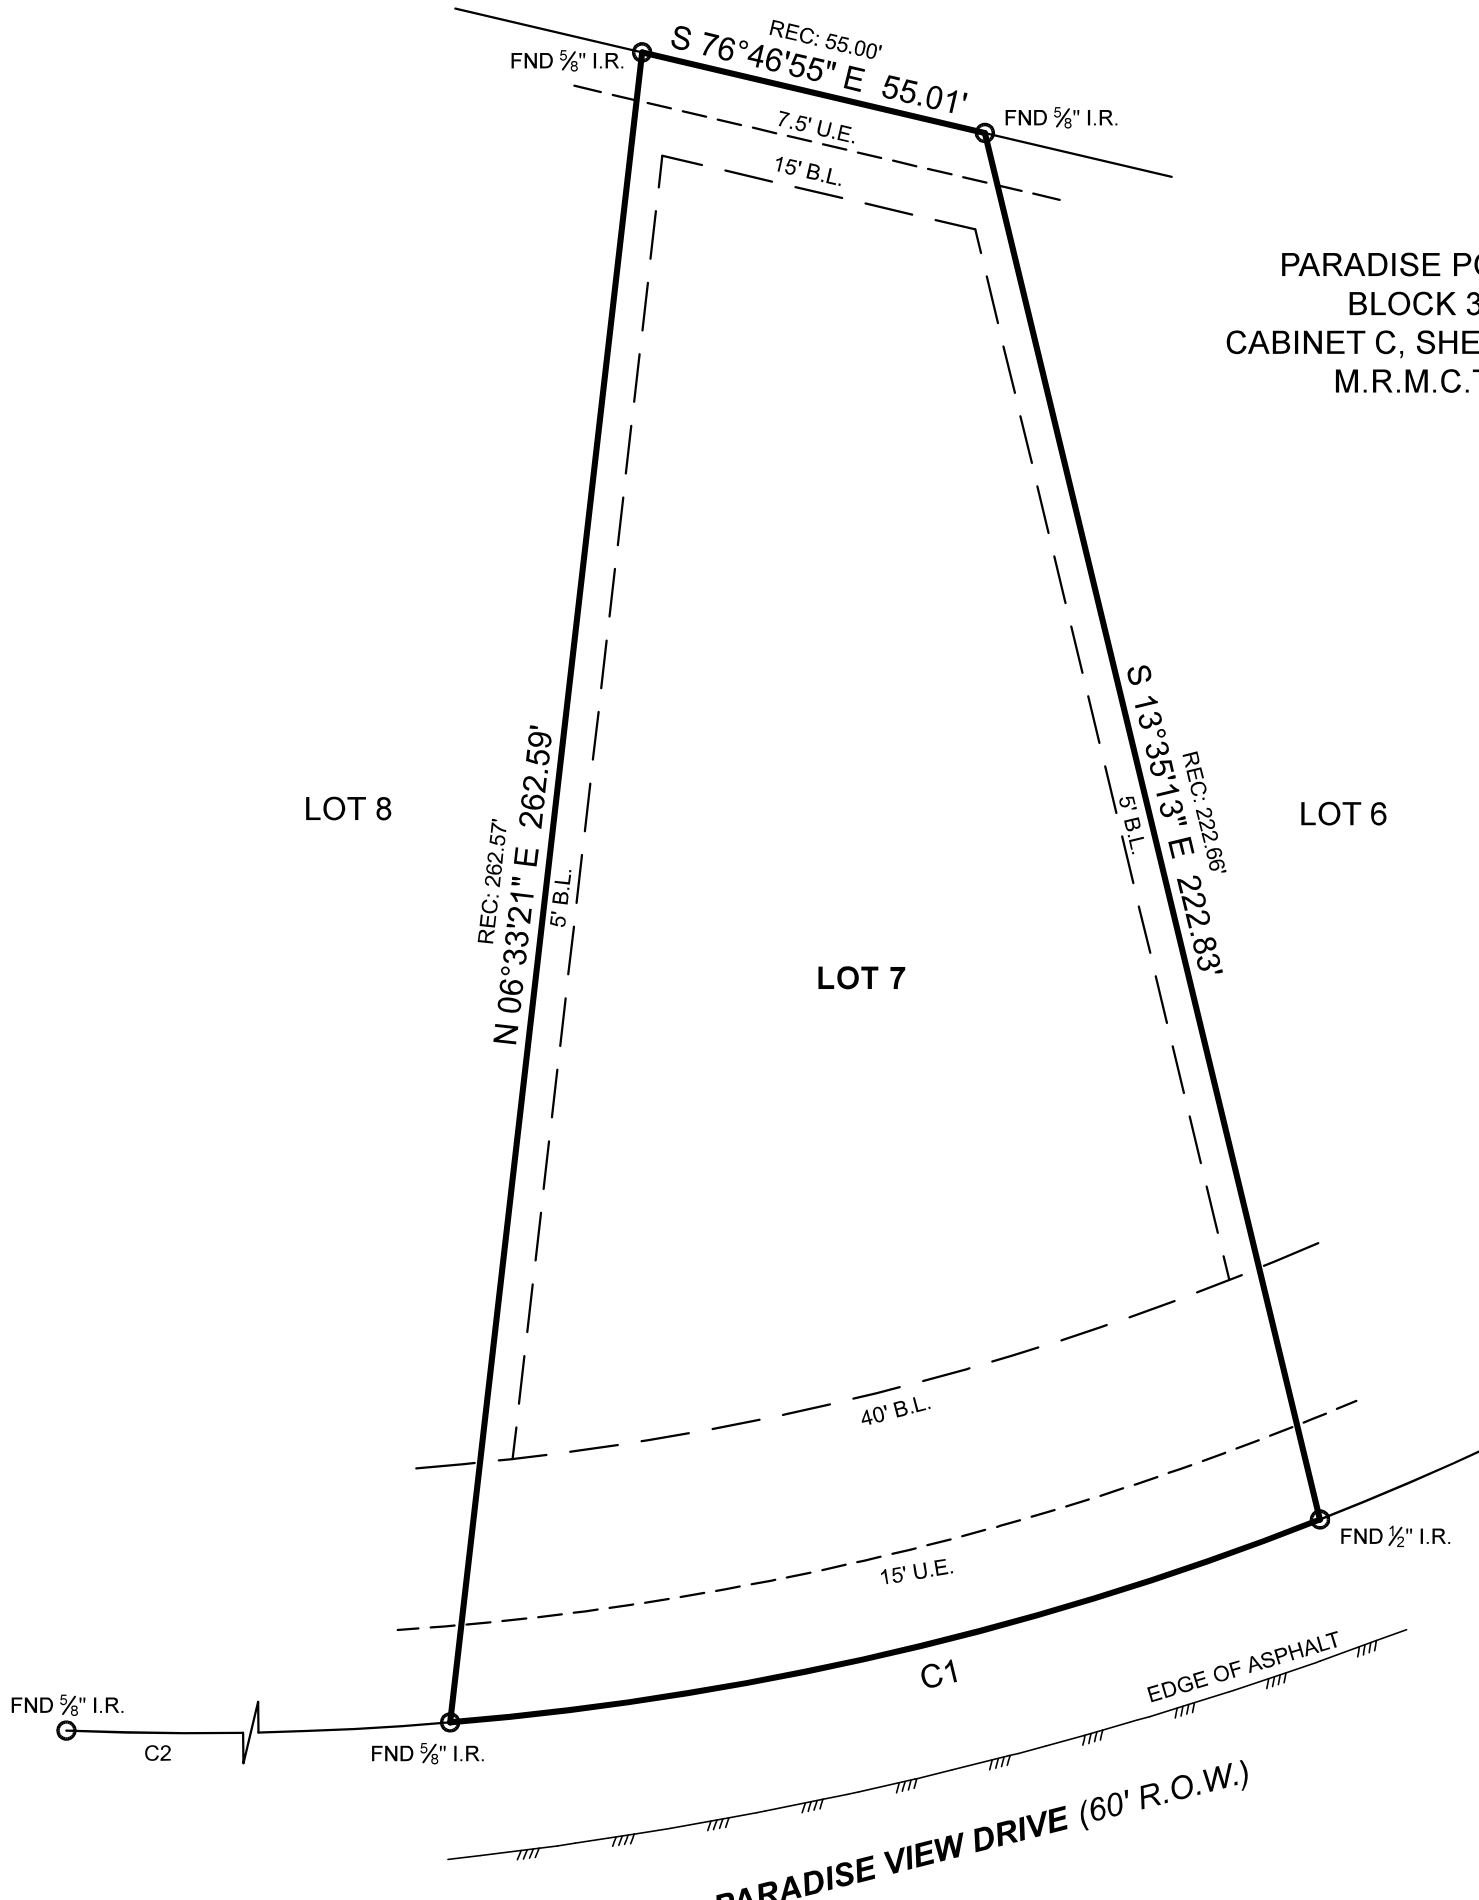 REC: 55.00'
S 76°46'55" E 55.01'
FND ⅝" I.R.
FND ⅝" I.R.
7.5' U.E.
15' B.L.
BLOCK 3
CABINET C,
LOT 8
REC: 262.57'
N 06°33'21" E 262.59'
5' B.L.
LOT 7
5' B.L.
S 13°35'13" E 222.83'
REC: 222.66'
LOT 6
40' B.L.
15' U.E.
FND ½" I.R.
C1
EDGE OF ASPHALT
FND ⅝" I.R.
C2
FND ⅝" I.R.
PARADISE VIEW DRIVE (60' R.O.W.)